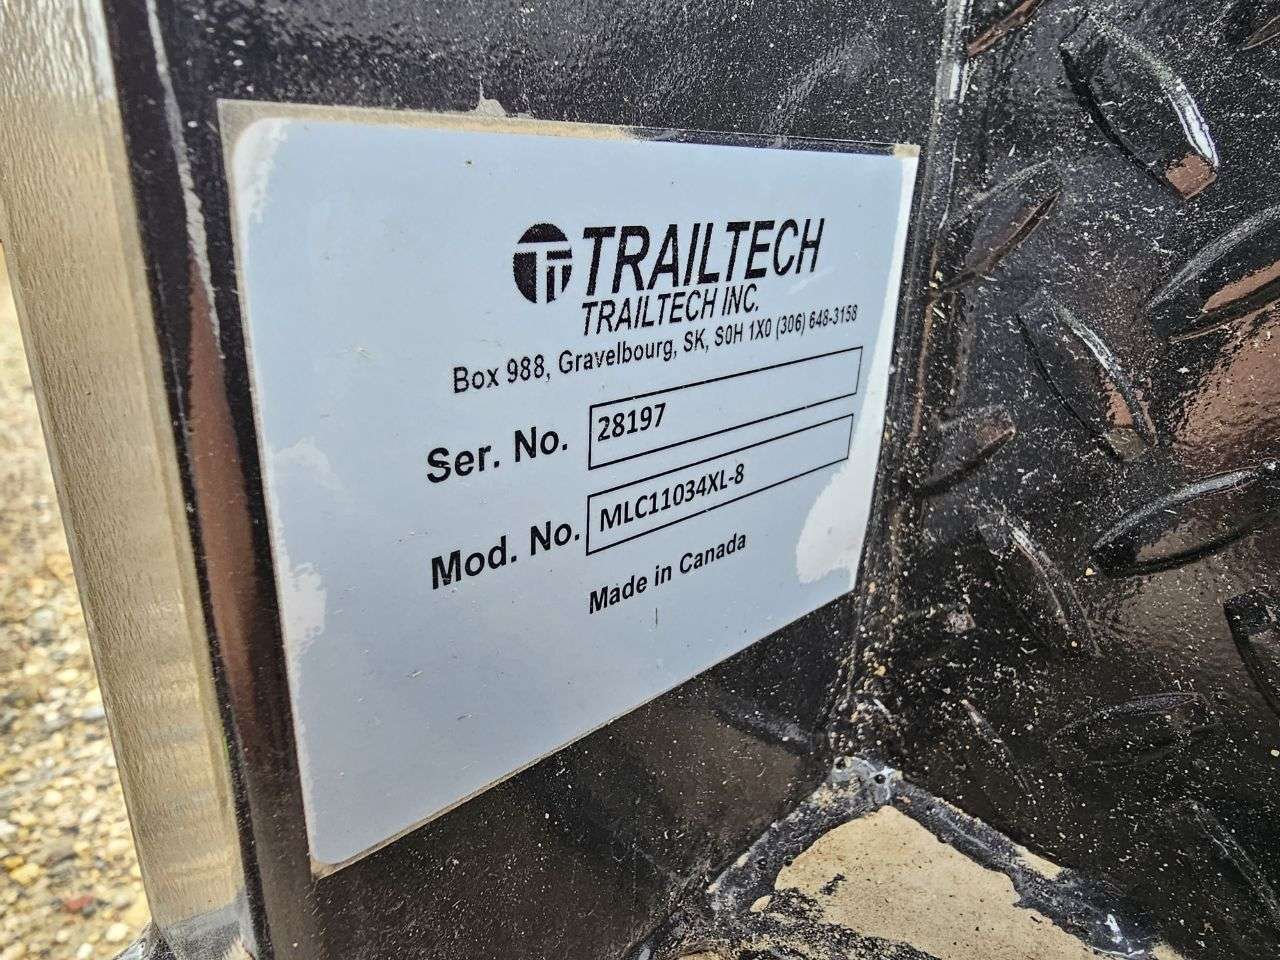 TRAILTECH
TRAILTECH INC.
Box 988, Gravelbourg, SK, S0H 1X0 (306) 648-3158
Ser. No. 28197
Mod. No. MLC11034XL-8
Made in Canada